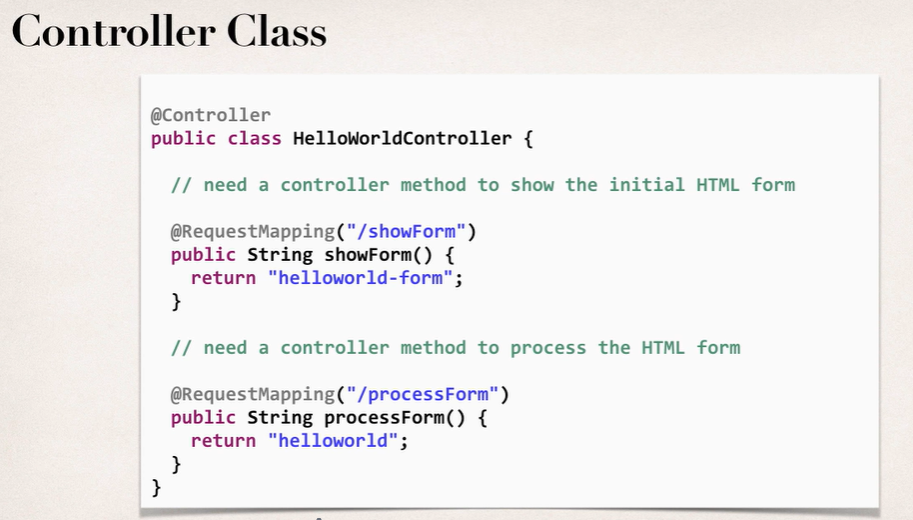 Controller Class
@Controller
public class HelloWorldController {
// need a controller method to show the initial HTML form
@RequestMapping("/showForm")
public String showForm() {
return "helloworld-form";
}
// need a controller method to process the HTML form
@RequestMapping("/processForm")
public String processForm() {
return "helloworld";
}
}